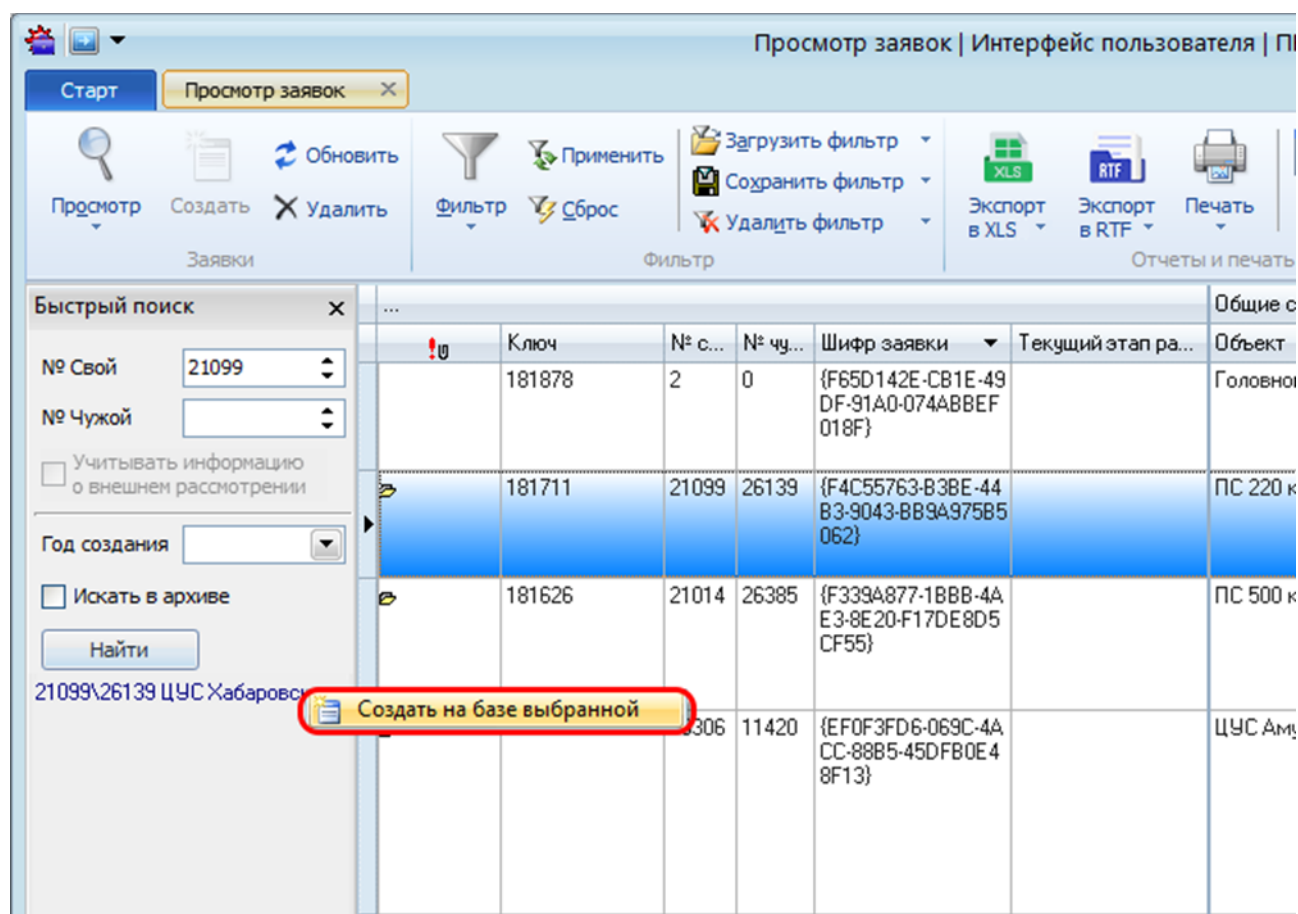 Просмотр заявок | Интерфейс пользователя |
Старт
Просмотр заявок
Просмотр
Создать
Обновить
Удалить
Заявки
Фильтр
Применить
Сброс
Загрузить фильтр
Сохранить фильтр
Удалить фильтр
Фильтр
XLS
Экспорт
в XLS
RTF
Экспорт
в RTF
Печать
Отчеты и печать
Быстрый поиск
№ Свой 21099
№ Чужой
Учитывать информацию
о внешнем рассмотрении
Год создания
Искать в архиве
Найти
21099\26139 ЦУС
Создать на базе выбранной
...
Общие
Ключ № с... № чу... Шифр заявки Текущий этап ра... Объект
181878 2 0 {F65D142E-CB1E-49
DF-91A0-074ABBEF
018F}
181711 21099 26139 {F4C55763-B3BE-44 ПС 220
B3-9043-BB9A975B5
062}
181626 21014 26385 {F339A877-1BBB-4A ПС 500
E3-8E20-F17DE8D5
CF55}
11420 {EF0F3FD6-069C-4A ЦУС
CC-88B5-45DFB0E4
8F13}